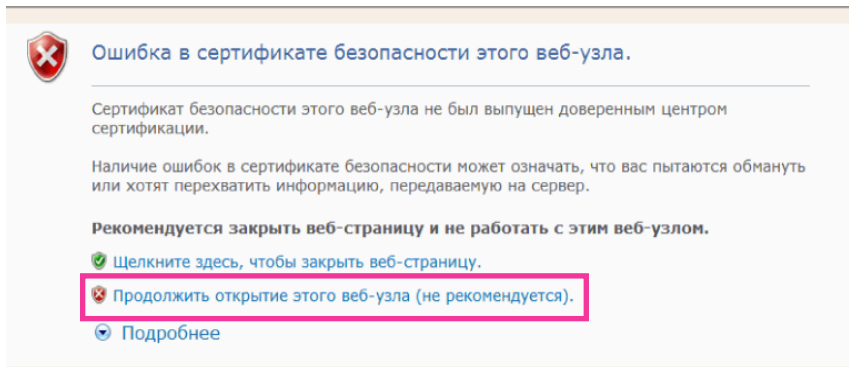 Ошибка в сертификате безопасности этого веб-узла.
Сертификат безопасности этого веб-узла не был выпущен доверенным центром
сертификации.
Наличие ошибок в сертификате безопасности может означать, что вас пытаются обмануть
или хотят перехватить информацию, передаваемую на сервер.
Рекомендуется закрыть веб-страницу и не работать с этим веб-узлом.
Щелкните здесь, чтобы закрыть веб-страницу.
Продолжить открытие этого веб-узла (не рекомендуется).
Подробнее